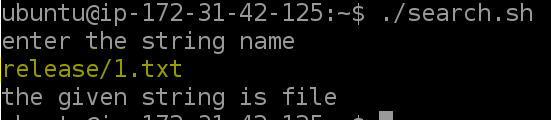 ubuntu@ip-172-31-42-125:~$ ./search.sh
enter the string name
release/1.txt
the given string is file